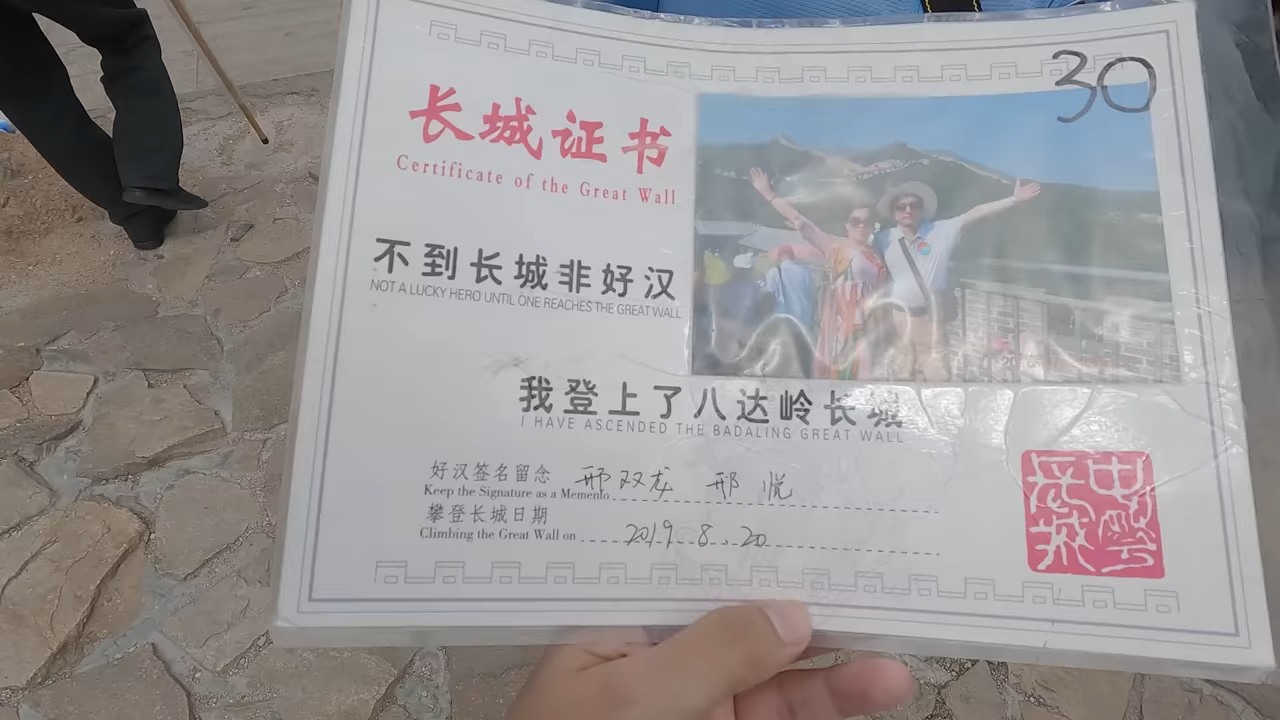 30
长城证书
Certificate of the Great Wall
不到长城非好汉
NOT A LUCKY HERO UNTIL ONE REACHES THE GREAT WALL
我登上了八达岭长城
I HAVE ASCENDED THE BADALING GREAT WALL
好汉签名留念 邢双龙 邢悦
Keep the Signature as a Memento
攀登长城日期
Climbing the Great Wall on 2019.8.20